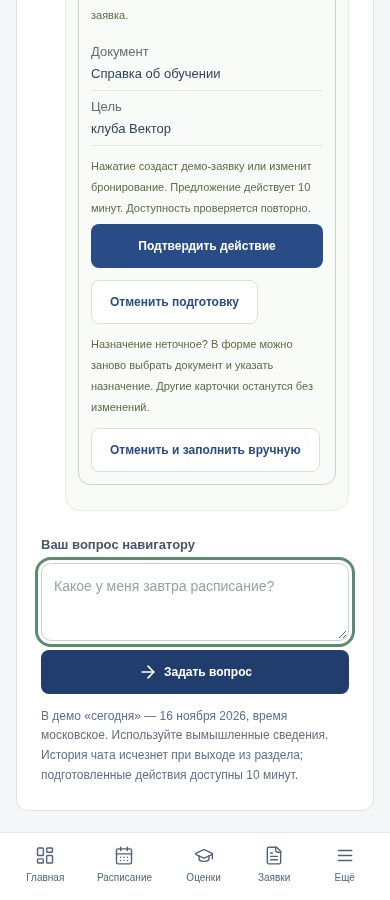 заявка.
Документ
Справка об обучении
Цель
клуба Вектор
Нажатие создаст демо-заявку или изменит
бронирование. Предложение действует 10
минут. Доступность проверяется повторно.
Подтвердить действие
Отменить подготовку
Назначение неточное? В форме можно
заново выбрать документ и указать
назначение. Другие карточки останутся без
изменений.
Отменить и заполнить вручную
Ваш вопрос навигатору
Какое у меня завтра расписание?
Задать вопрос
В демо «сегодня» — 16 ноября 2026, время
московское. Используйте вымышленные сведения.
История чата исчезнет при выходе из раздела;
подготовленные действия доступны 10 минут.
Главная
Расписание
Оценки
Заявки
Ещё